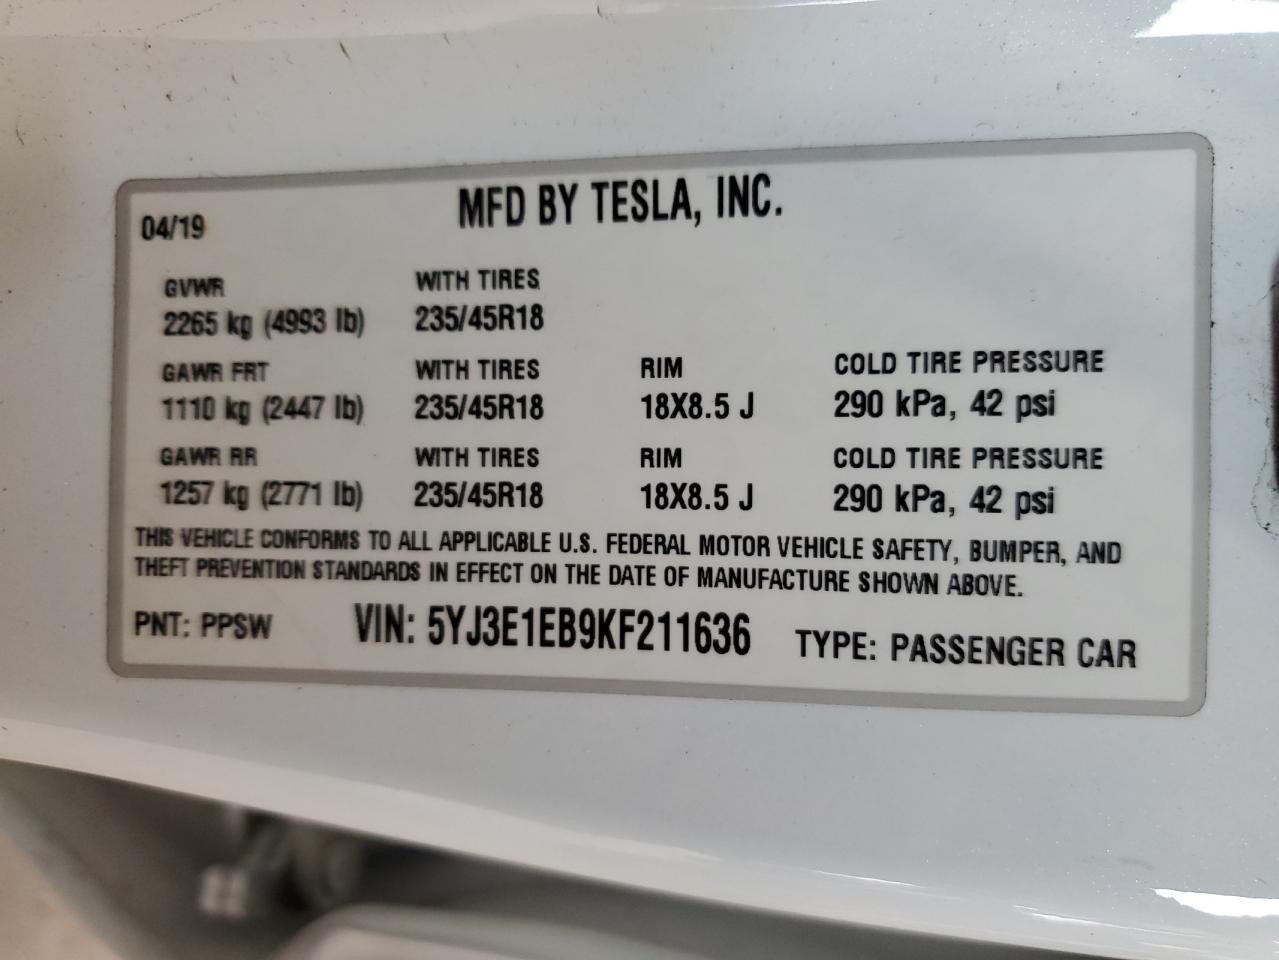 04/19 MFD BY TESLA, INC.
GVWR WITH TIRES
2265 kg (4993 lb) 235/45R18
GAWR FRT WITH TIRES RIM COLD TIRE PRESSURE
1110 kg (2447 lb) 235/45R18 18X8.5 J 290 kPa, 42 psi
GAWR RR WITH TIRES RIM COLD TIRE PRESSURE
1257 kg (2771 lb) 235/45R18 18X8.5 J 290 kPa, 42 psi
THIS VEHICLE CONFORMS TO ALL APPLICABLE U.S. FEDERAL MOTOR VEHICLE SAFETY, BUMPER, AND
THEFT PREVENTION STANDARDS IN EFFECT ON THE DATE OF MANUFACTURE SHOWN ABOVE.
PNT: PPSW VIN: 5YJ3E1EB9KF211636 TYPE: PASSENGER CAR